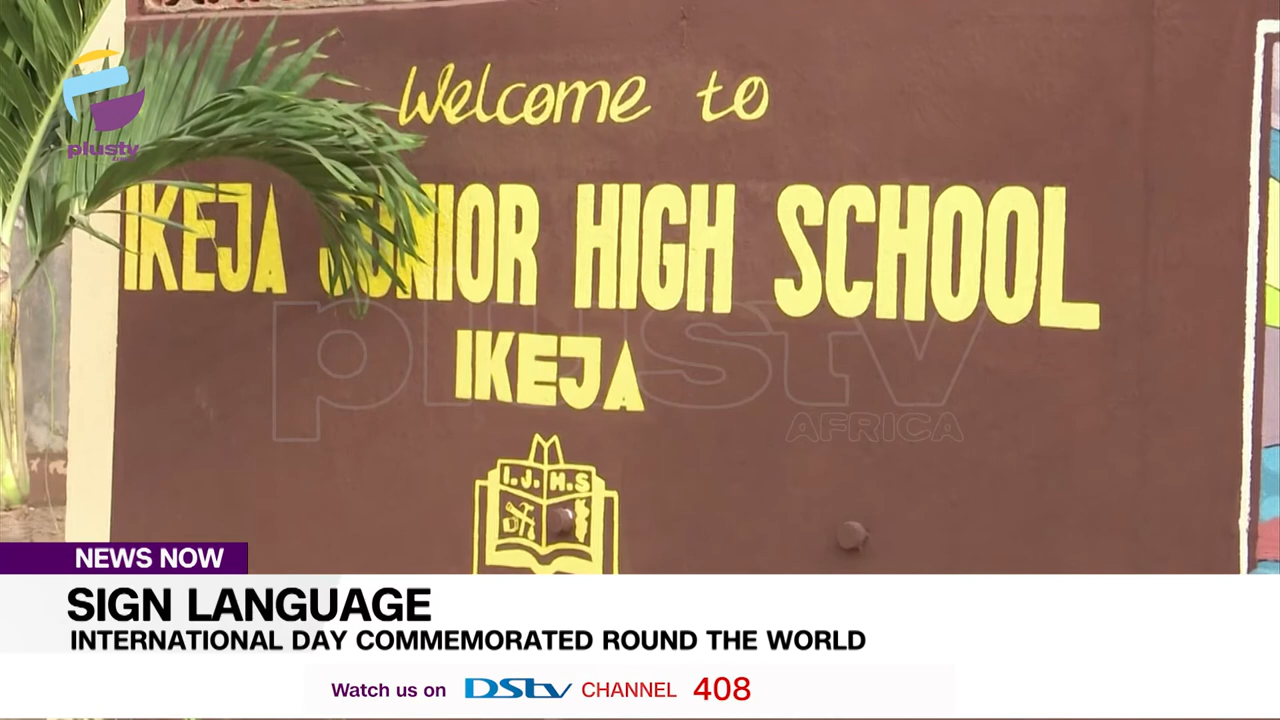 plustv
Welcome to
IKEJA JUNIOR HIGH SCHOOL
plustv
AFRICA
IKEJA
I.J.H.S
NEWS NOW
SIGN LANGUAGE
INTERNATIONAL DAY COMMEMORATED ROUND THE WORLD
Watch us on DStv CHANNEL 408